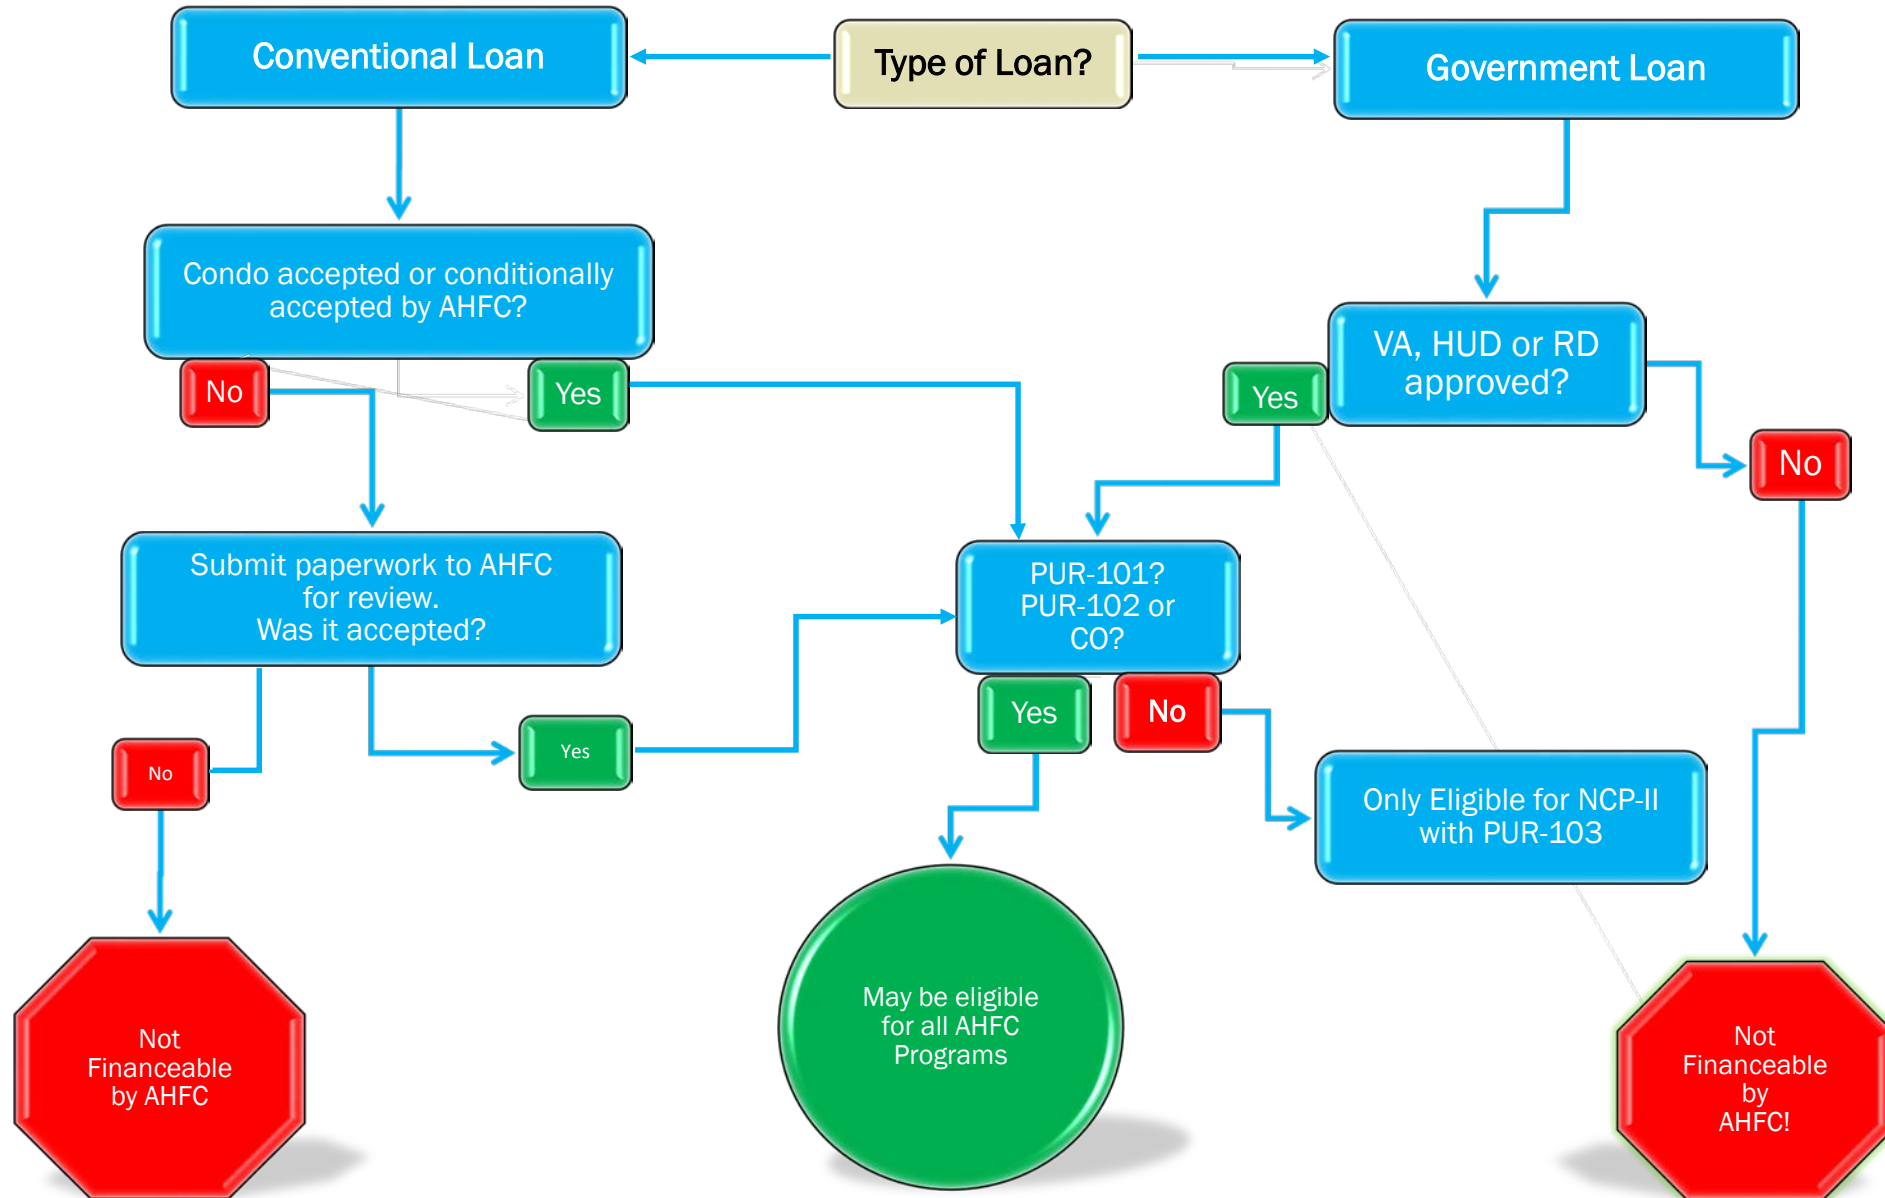 Conventional Loan
Type of Loan?
Government Loan
Condo accepted or conditionally
accepted by AHFC?
No
Yes
VA, HUD or RD
approved?
Yes
No
Submit paperwork to AHFC
for review.
Was it accepted?
No
Yes
PUR-101?
PUR-102 or
CO?
Yes
No
Only Eligible for NCP-II
with PUR-103
Not
Financeable
by AHFC
May be eligible
for all AHFC
Programs
Not
Financeable
by
AHFC!